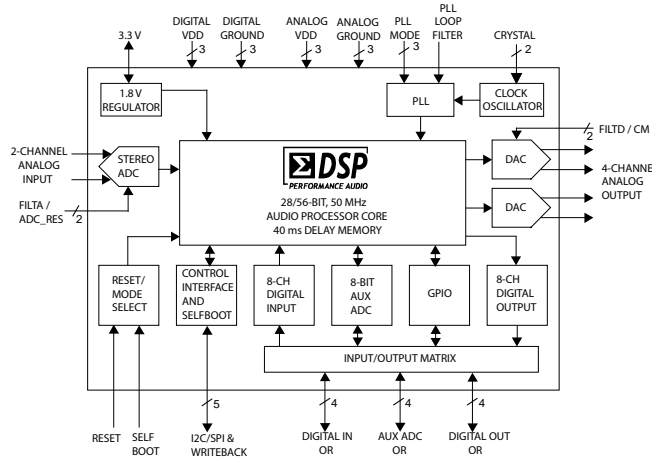 3.3 V
DIGITAL
VDD
3
DIGITAL
GROUND
3
ANALOG
VDD
3
ANALOG
GROUND
3
PLL
MODE
3
PLL
LOOP
FILTER
CRYSTAL
2
1.8 V
REGULATOR
PLL
CLOCK
OSCILLATOR
2-CHANNEL
ANALOG
INPUT
STEREO
ADC
FILTA /
ADC_RES
2
ΣDSP
PERFORMANCE AUDIO
28/56-BIT, 50 MHz
AUDIO PROCESSOR CORE
40 ms DELAY MEMORY
DAC
DAC
2
FILTD / CM
4-CHANNEL
ANALOG
OUTPUT
RESET/
MODE
SELECT
CONTROL
INTERFACE
AND
SELFBOOT
8-CH
DIGITAL
INPUT
8-BIT
AUX
ADC
GPIO
8-CH
DIGITAL
OUTPUT
INPUT/OUTPUT MATRIX
5
4
4
4
RESET
SELF
BOOT
I2C/SPI &
WRITEBACK
DIGITAL IN
OR
AUX ADC
OR
DIGITAL OUT
OR